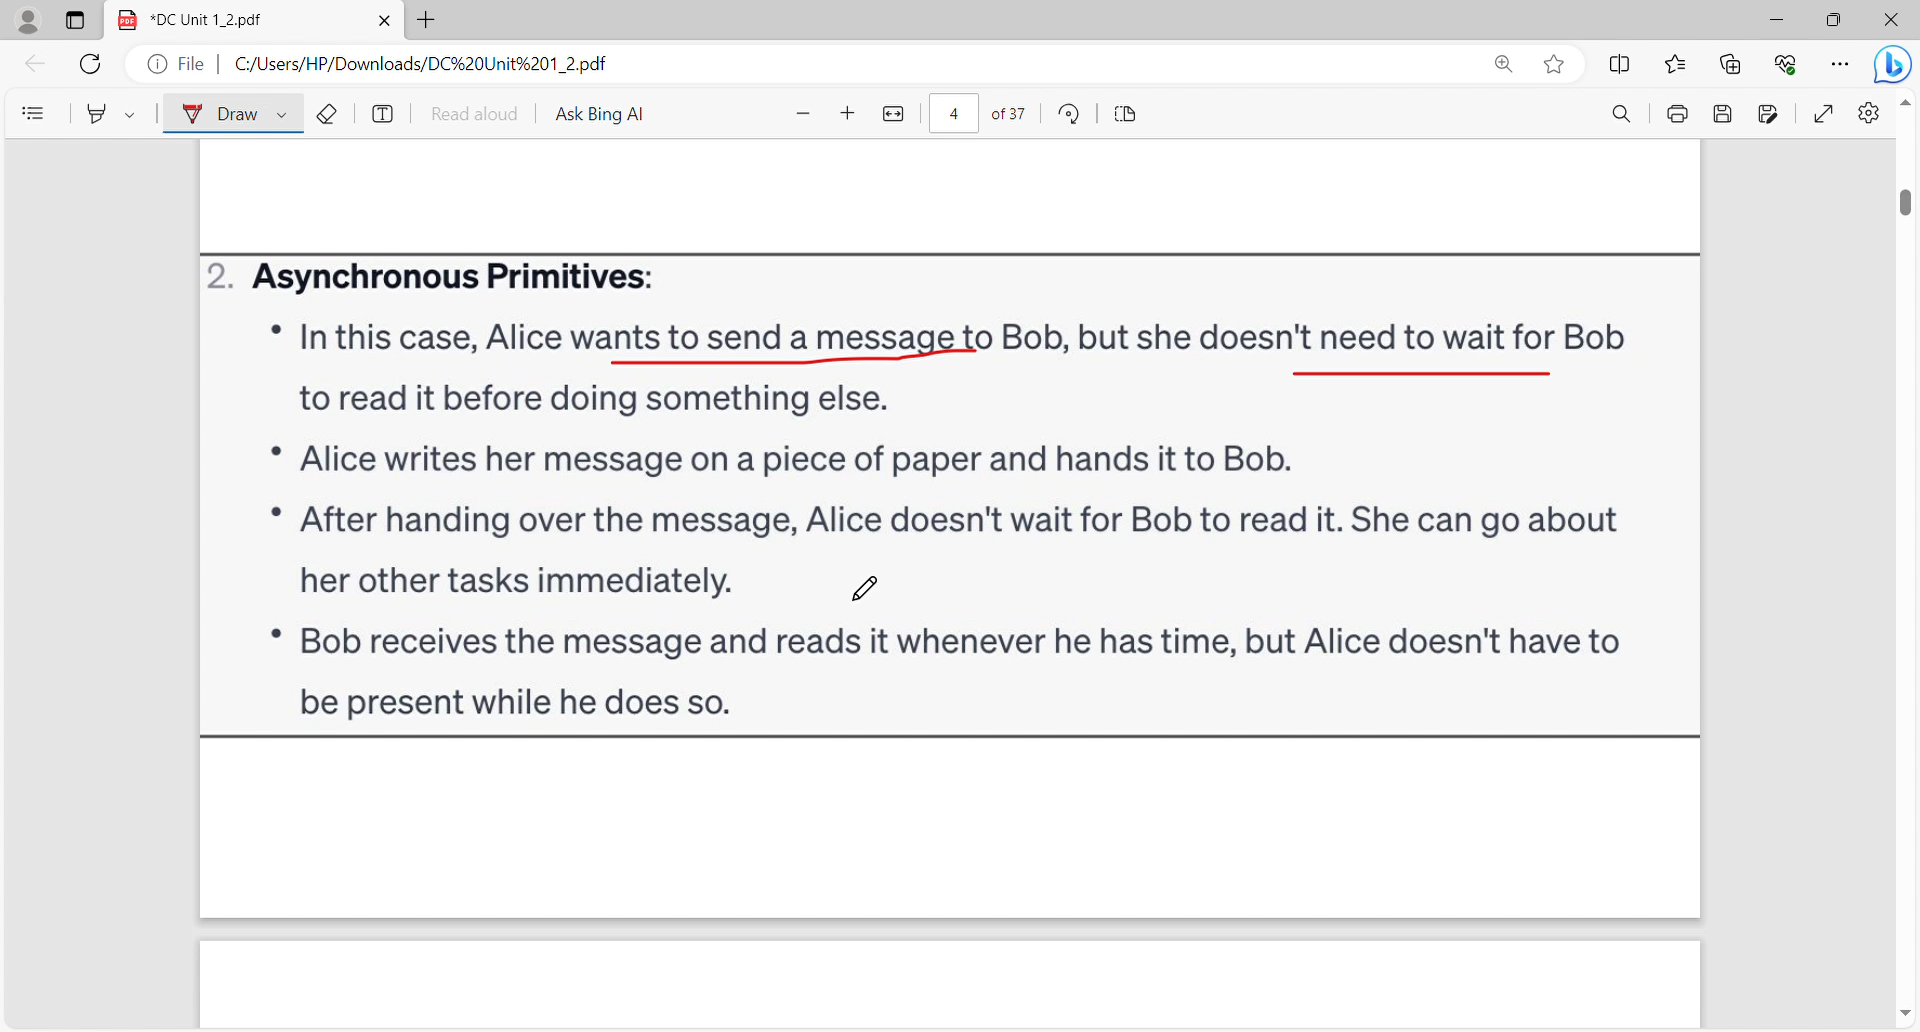 *DC Unit 1_2.pdf
File | C:/Users/HP/Downloads/DC%20Unit%201_2.pdf
Draw Read aloud Ask Bing AI 4 of 37
2. Asynchronous Primitives:
• In this case, Alice wants to send a message to Bob, but she doesn't need to wait for Bob
to read it before doing something else.
• Alice writes her message on a piece of paper and hands it to Bob.
• After handing over the message, Alice doesn't wait for Bob to read it. She can go about
her other tasks immediately.
• Bob receives the message and reads it whenever he has time, but Alice doesn't have to
be present while he does so.